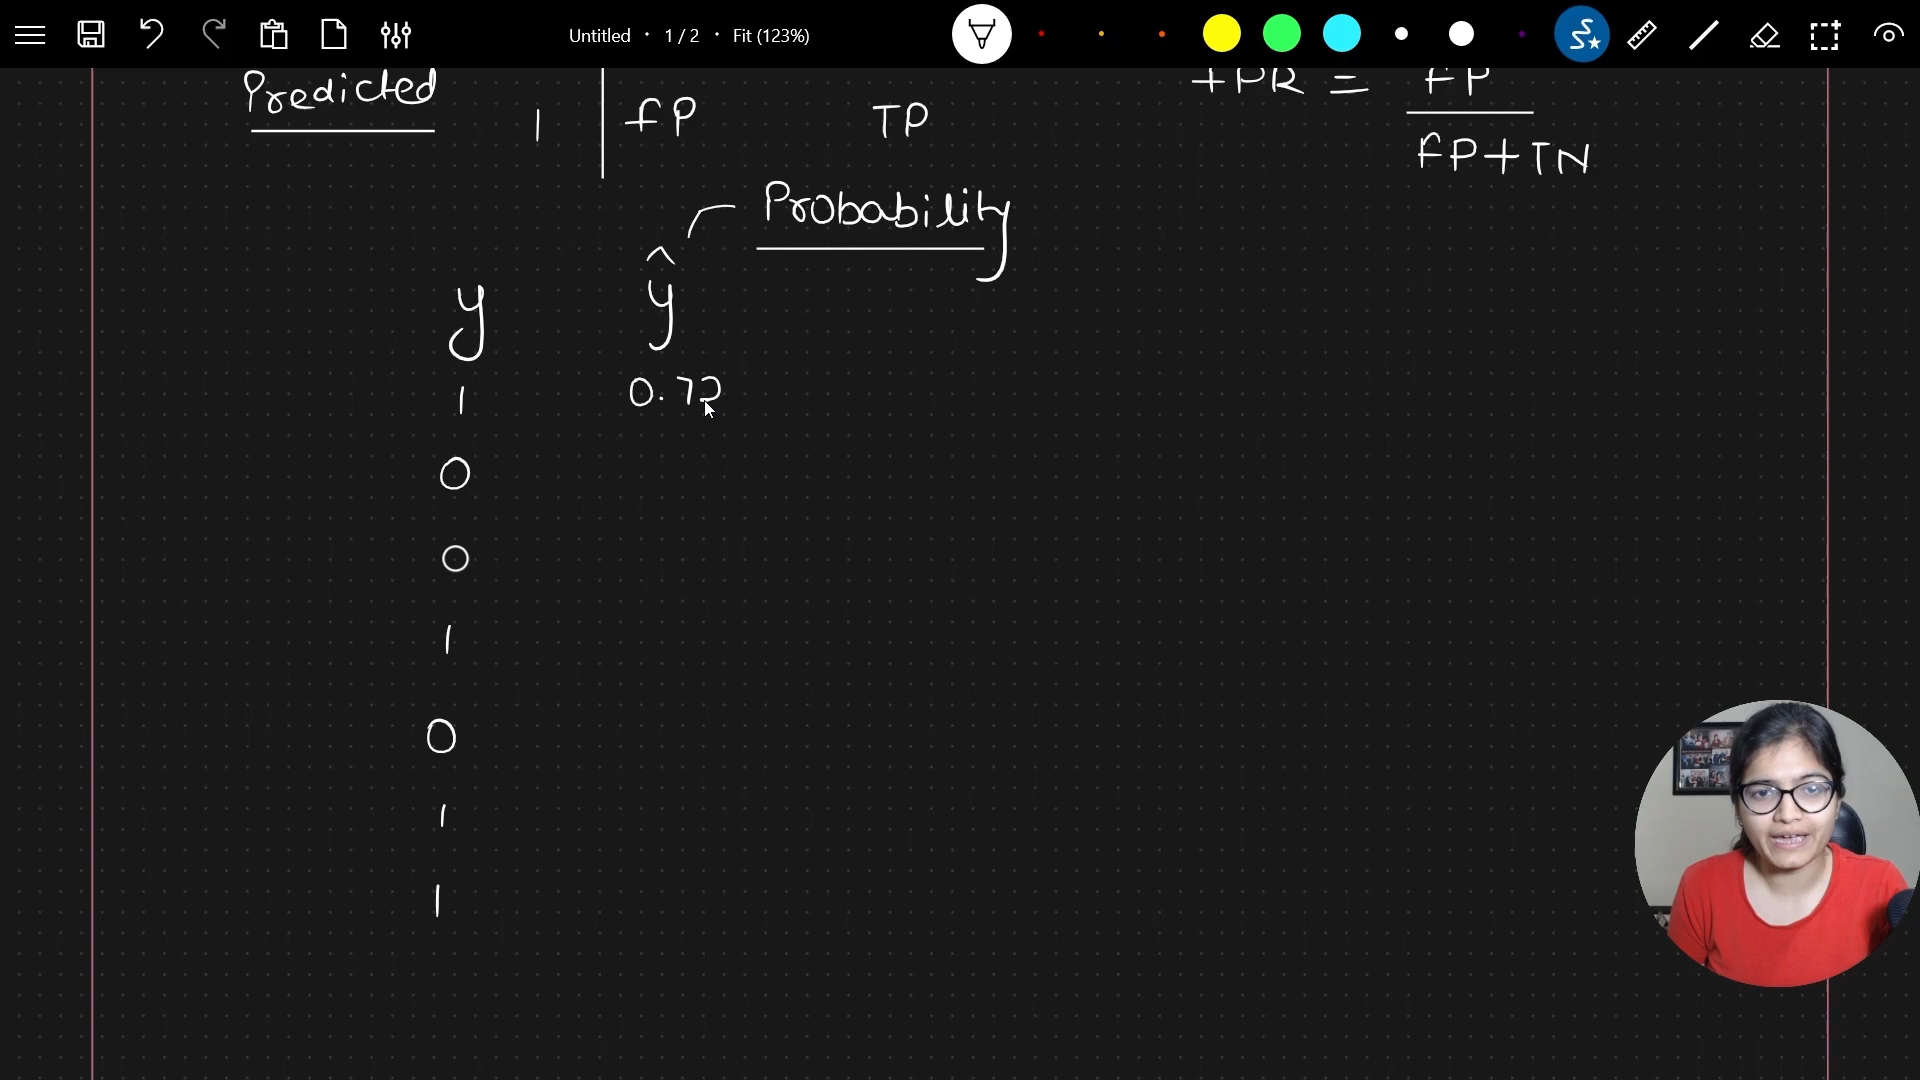 Untitled • 1 / 2 • Fit (123%)
Predicted 1 FP TP
FPR = FP
FP+TN
Probability
y ŷ
1 0.72
0
0
1
0
1
1